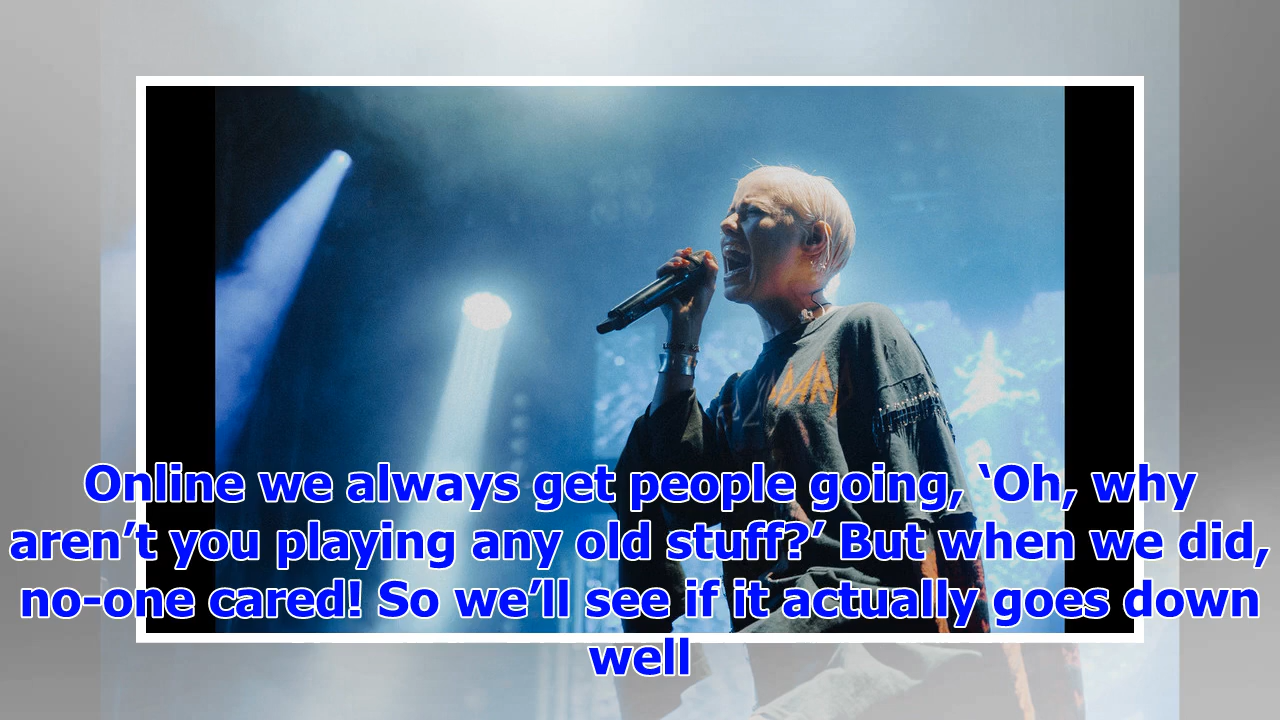 Online we always get people going, ‘Oh, why
aren’t you playing any old stuff?’ But when we did,
no-one cared! So we’ll see if it actually goes down
well